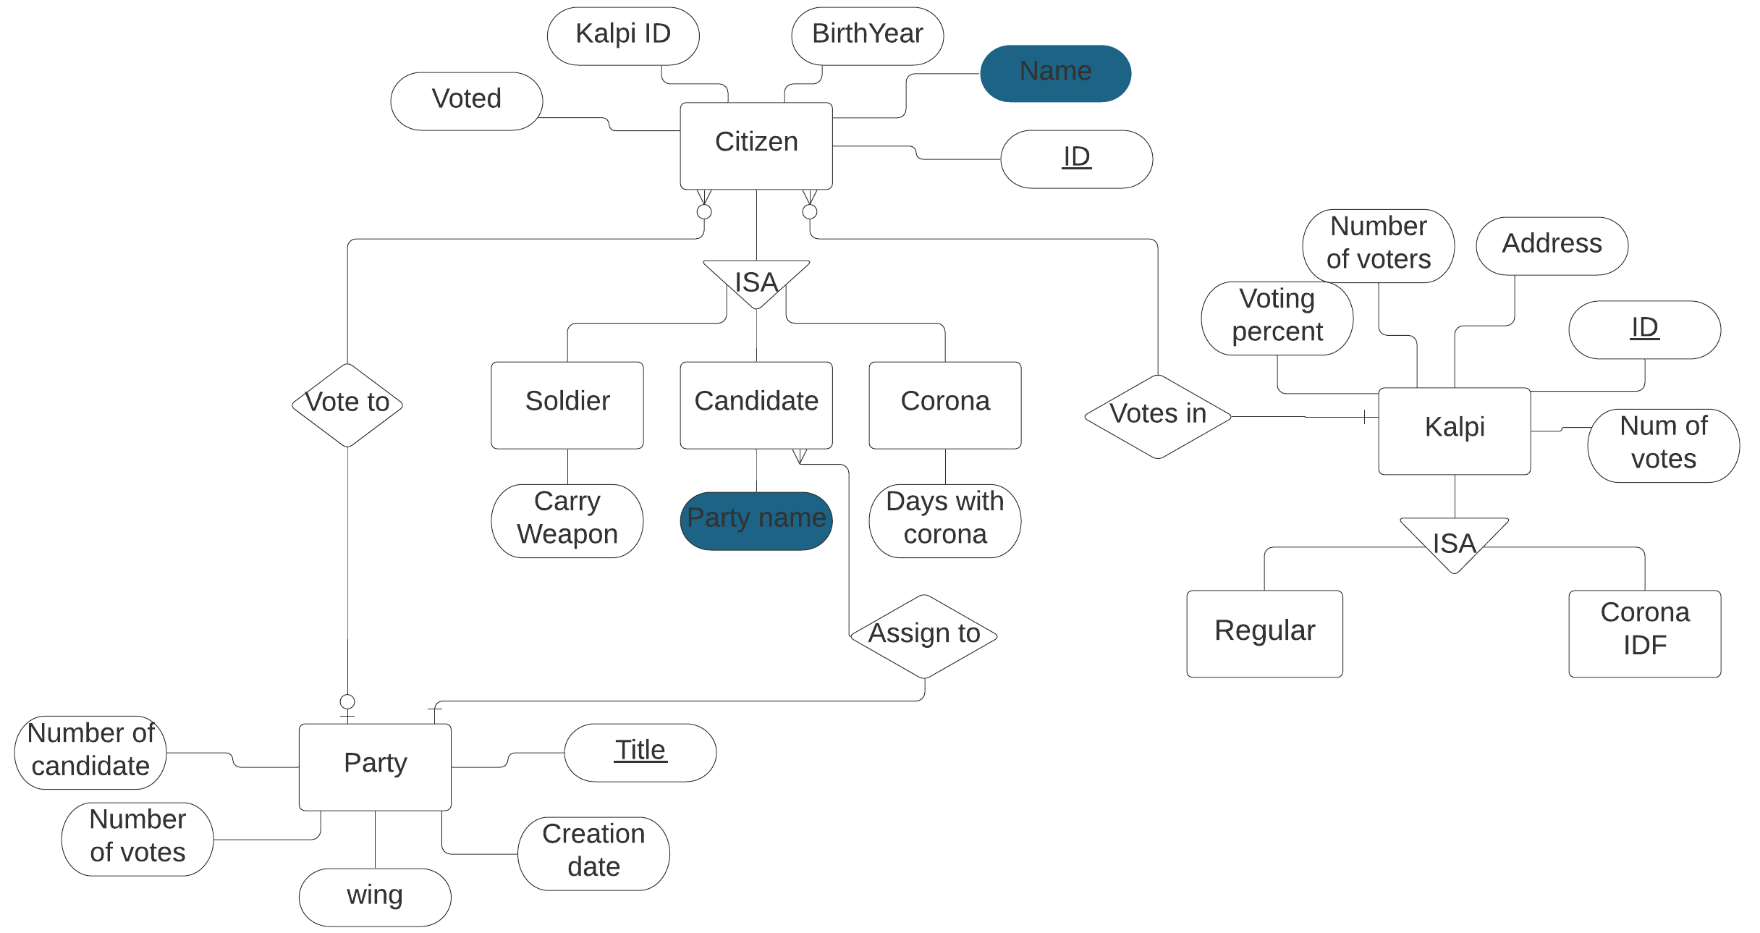 Kalpi ID
BirthYear
Name
Voted
Citizen
ID
Number
of voters
Address
ISA
Voting
percent
ID
Vote to
Soldier
Candidate
Corona
Votes in
Kalpi
Num of
votes
Carry
Weapon
Party name
Days with
corona
ISA
Assign to
Regular
Corona
IDF
Number of
candidate
Party
Title
Number
of votes
Creation
date
wing